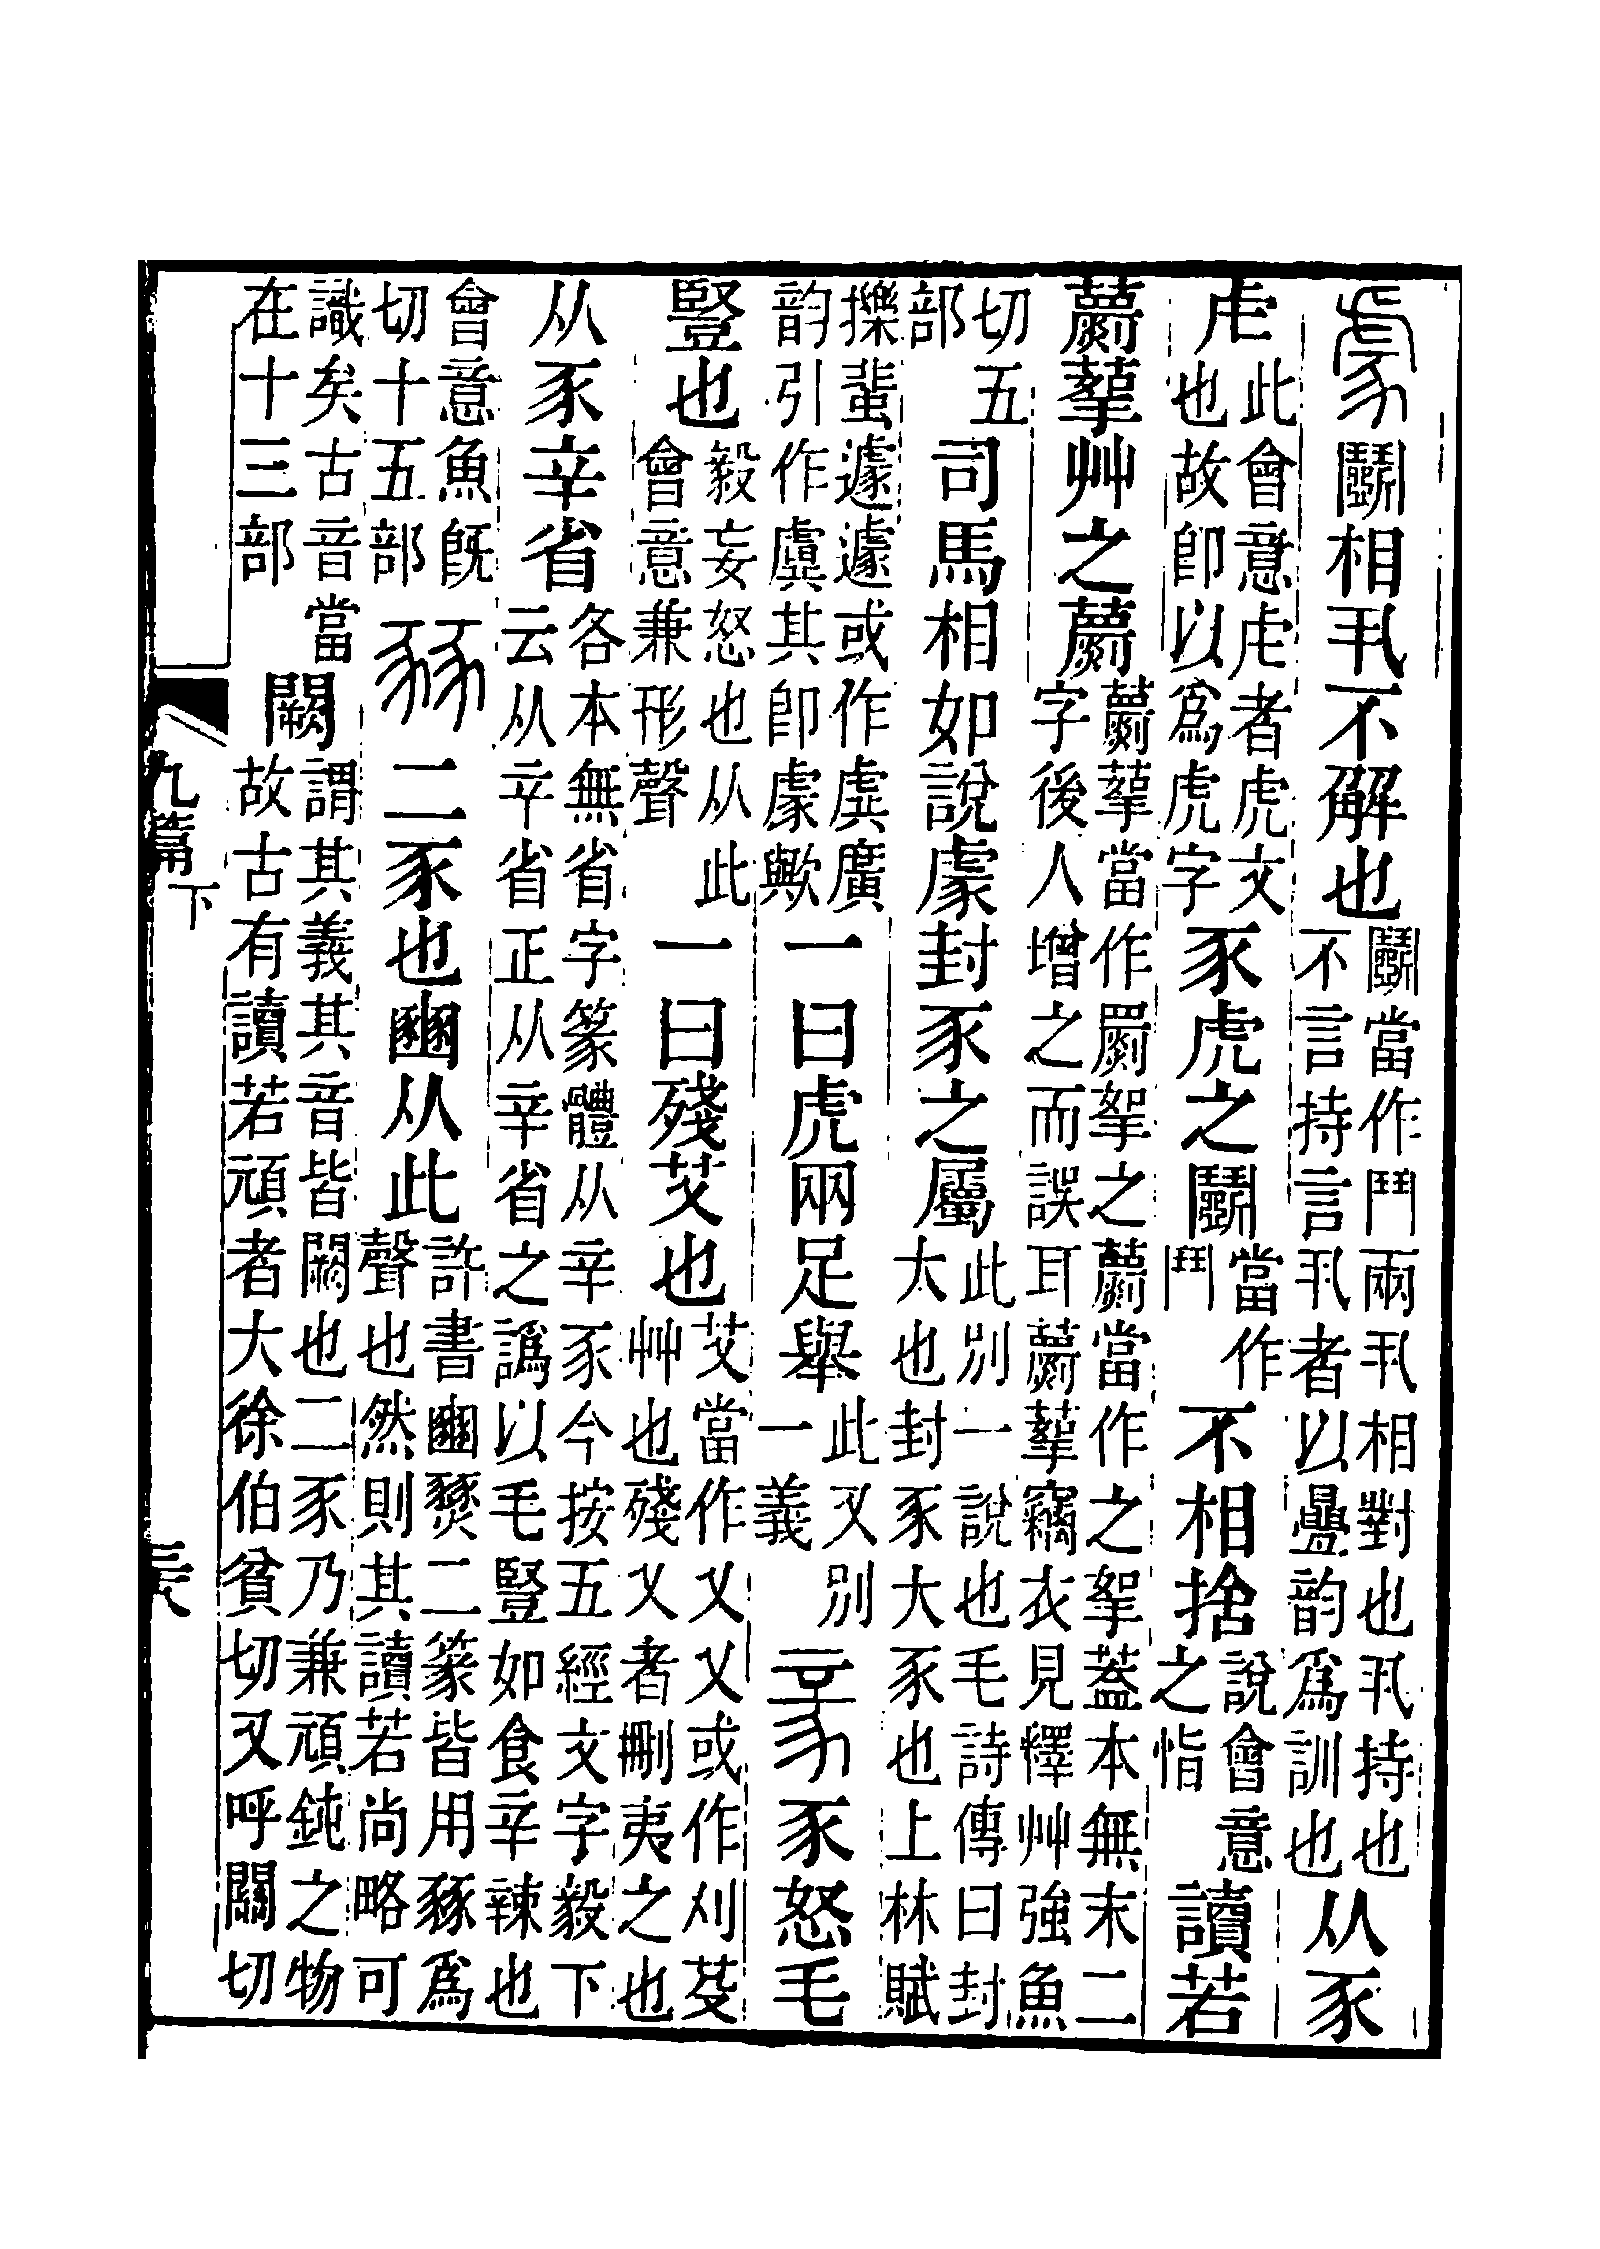 豦鬭相丮不解也鬭當作鬥兩丮相對也丮持也不言持言丮者以疊韵爲訓也从豕
虍此會意虍者虎文也故卽以爲虎字豕虎之鬭當作鬥不相捨說會意之恉讀若
蘮蒘艸之蘮蘮蒘當作罽挐之蘮當作之挐蓋本無末二字後人增之而誤耳蘮蒘竊衣見釋艸強魚
切五部司馬相如說豦封豕之屬此別一說也毛詩傳曰封太也封豕大豕也上林賦
擽蜚遽遽或作虡廣韵引作虞其卽豦歟一曰虎兩足舉此又別一義豙豕怒毛
豎也毅妄怒也从此會意兼形聲一曰殘艾也艾當作乂乂或作刈芟艸也殘乂者刪夷之也
从豕辛省各本無省字篆體从辛豕今按五經文字毅下云从䇂省正从辛省之譌以毛豎如食辛辣也
會意魚旣切十五部豩二豕也豳从此許書豳燹二篆皆用豩爲聲也然則其讀若尚略可
識矣古音當在十三部闕謂其義其音皆闕也二豕乃兼頑鈍之物故古有讀若頑者大徐伯貧切又呼關切
九篇下